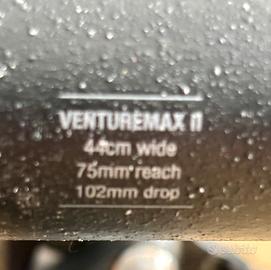 VENTUREMAX II
44cm wide
75mm reach
102mm drop